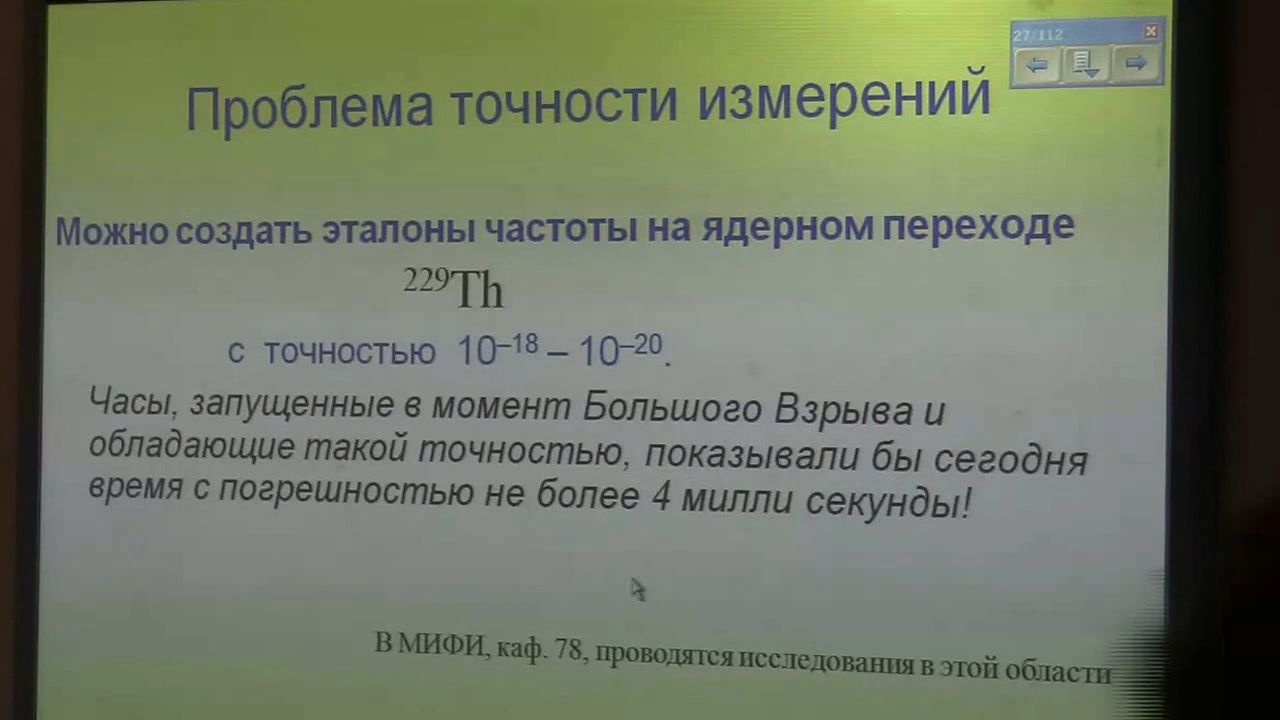 27/112
Проблема точности измерений
Можно создать эталоны частоты на ядерном переходе
²²⁹Th
с точностью 10⁻¹⁸ – 10⁻²⁰.
Часы, запущенные в момент Большого Взрыва и
обладающие такой точностью, показывали бы сегодня
время с погрешностью не более 4 милли секунды!
В МИФИ, каф. 78, проводятся исследования в этой области